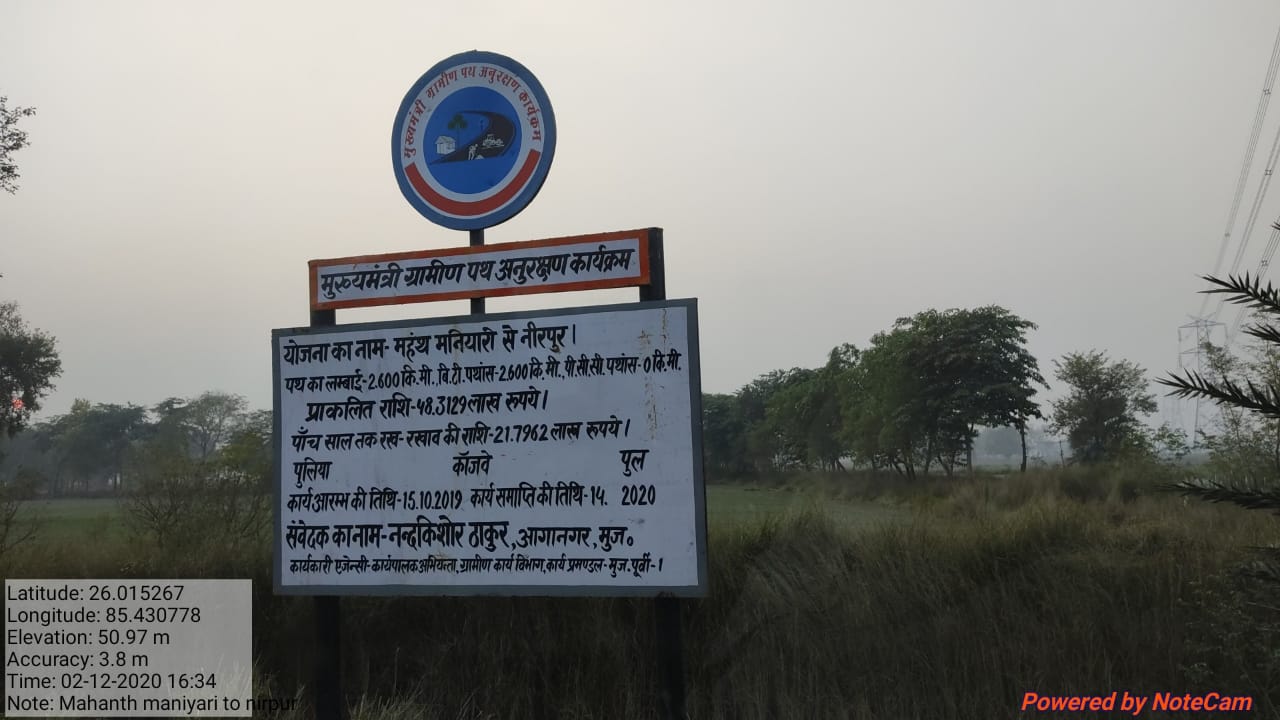 मुख्यमंत्री ग्रामीण पथ अनुरक्षण कार्यक्रम
मुख्यमंत्री ग्रामीण पथ अनुरक्षण कार्यक्रम
योजना का नाम- महंथ मनियारी से नीरपुर।
पथ का लम्बाई-2.600 कि.मी.,बि.टी.पथांस-2.600 कि.मी., पी.सी.सी. पथांस-0 कि.मी.
प्राकलित राशि-48.3129 लाख रुपये।
पाँच साल तक रख-रखाव की राशि-21.7962 लाख रुपये।
पुलिया कॉजवे पुल
कार्य आरम्भ की तिथि-15.10.2019 कार्य समाप्ति की तिथि-14. 2020
संवेदक का नाम-नन्दकिशोर ठाकुर, आगानगर, मुज॰
कार्यकारी एजेन्सी-कार्यपालक अभियन्ता, ग्रामीण कार्य विभाग, कार्य प्रमण्डल-मुज.पूर्वी-1
Latitude: 26.015267
Longitude: 85.430778
Elevation: 50.97 m
Accuracy: 3.8 m
Time: 02-12-2020 16:34
Note: Mahanth maniyari to nirpur
Powered by NoteCam